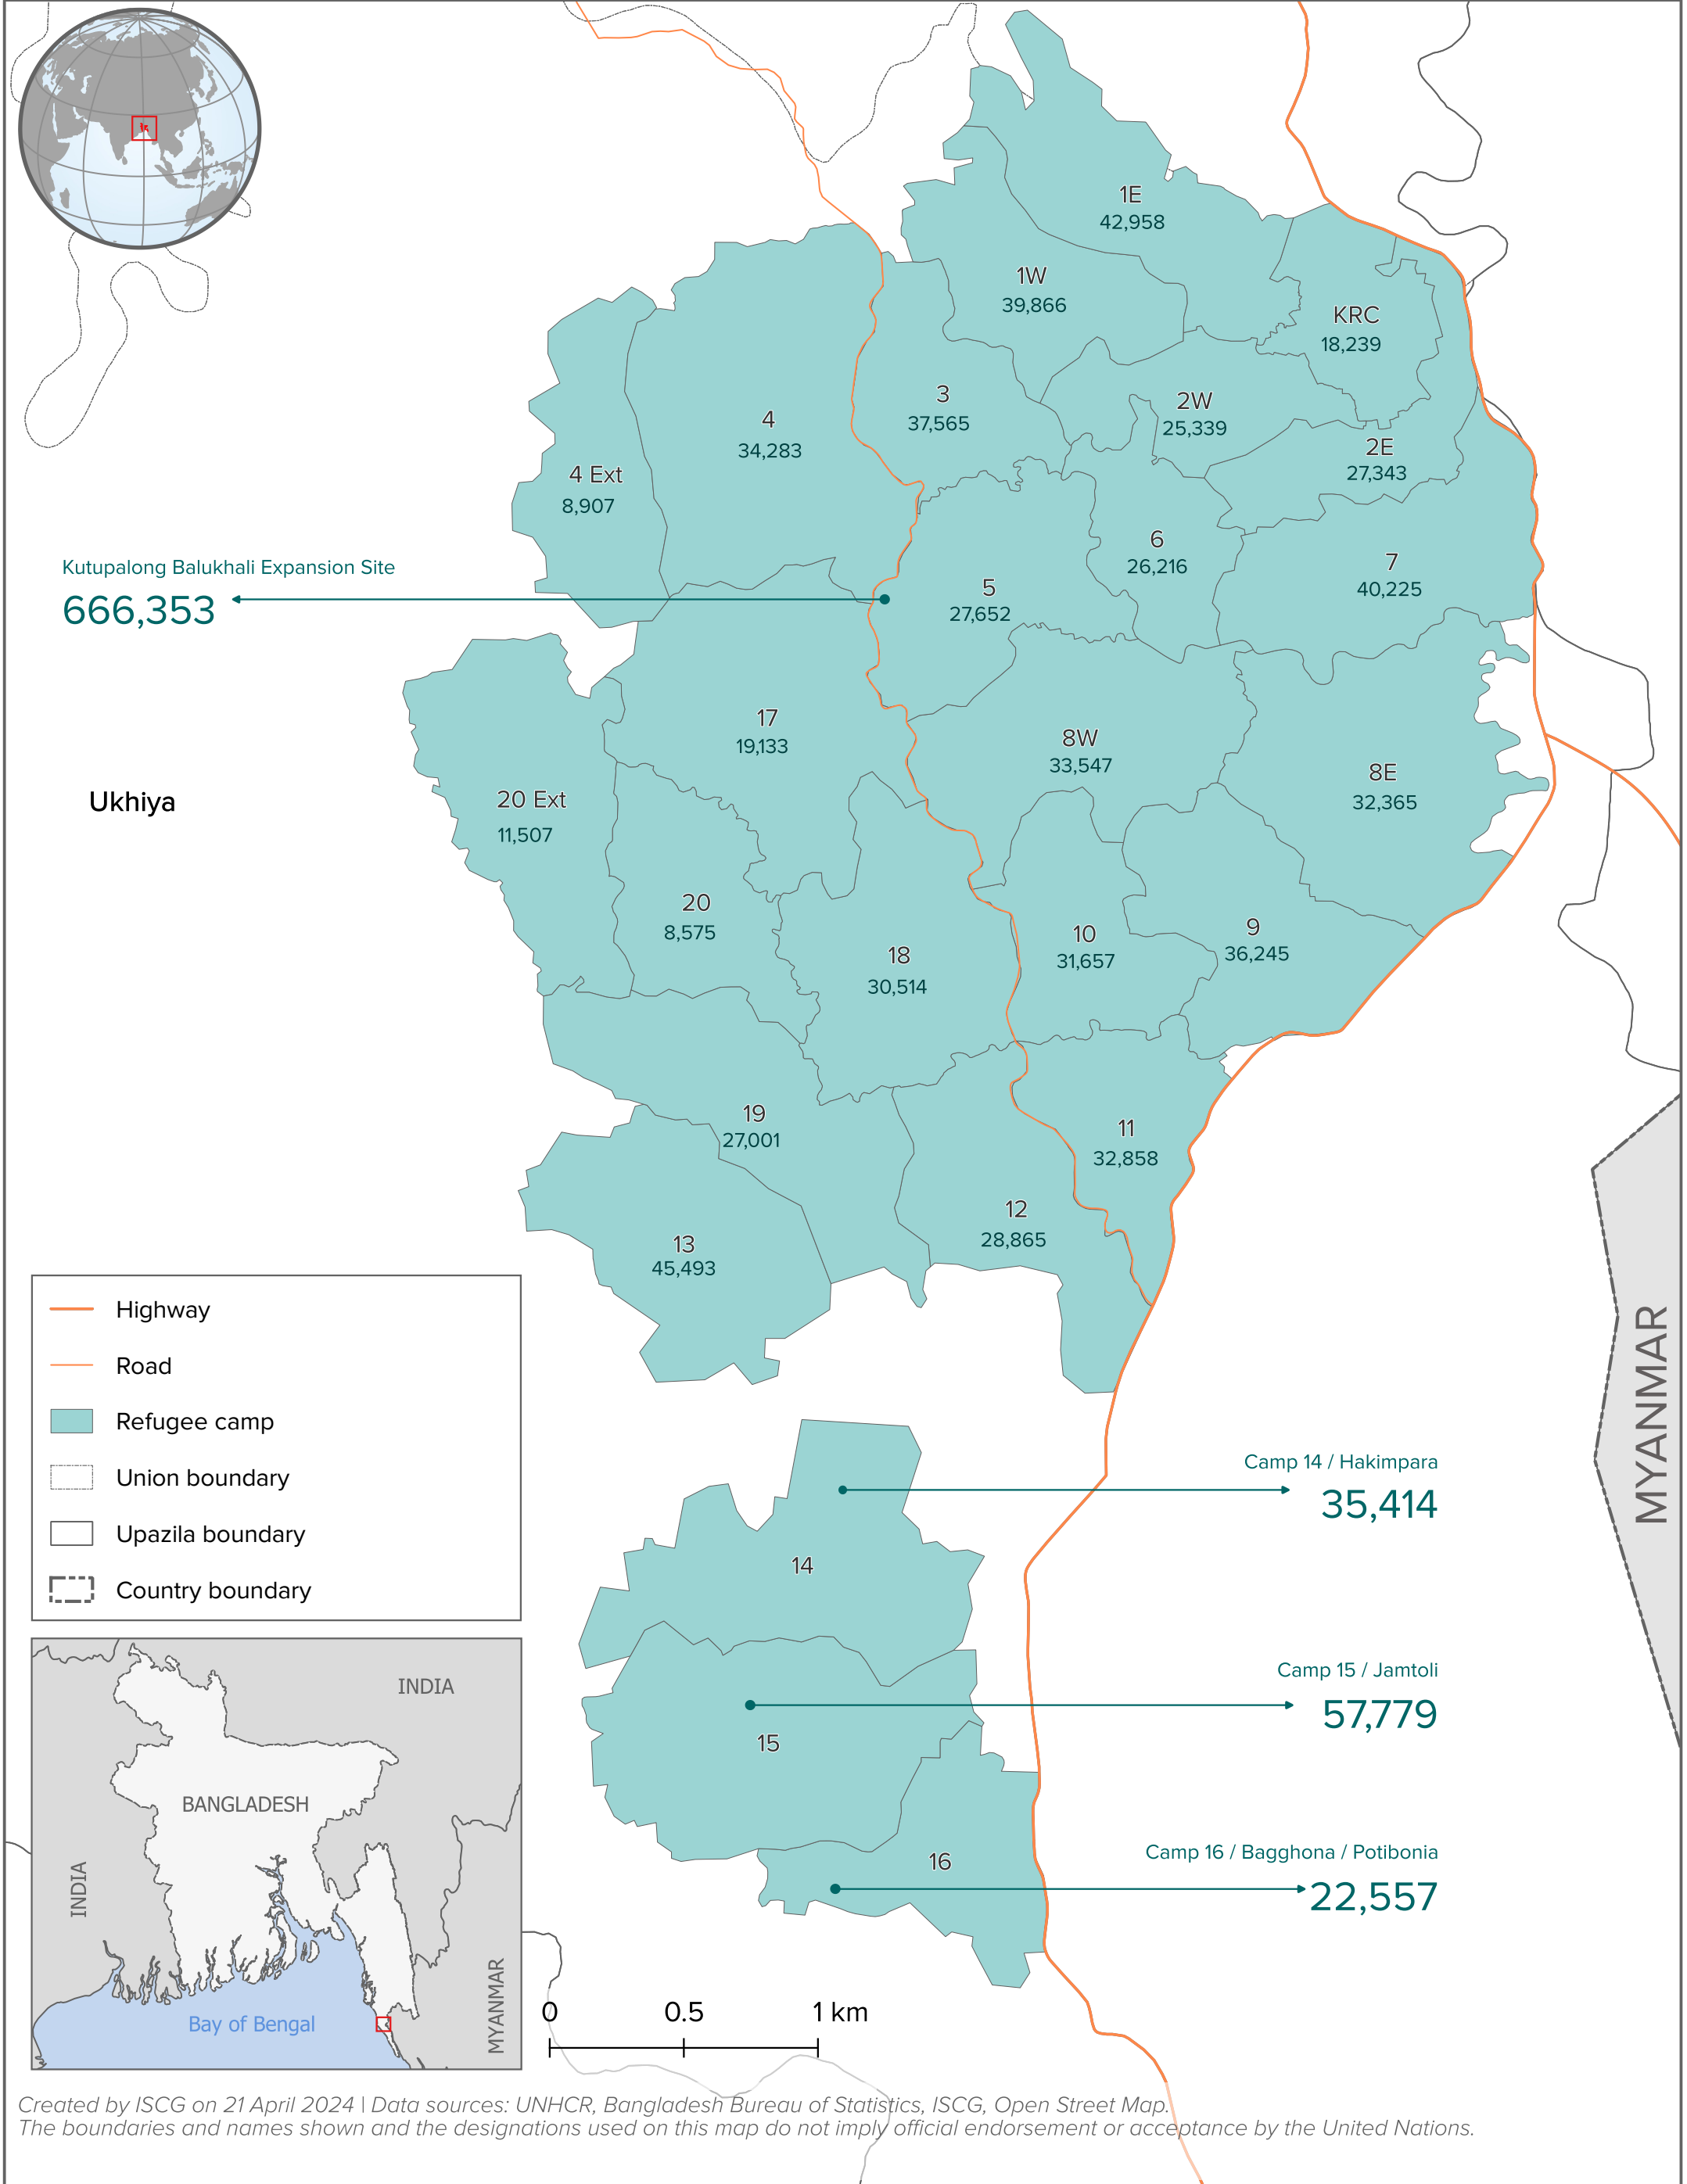 1E
42,958
1W
39,866
KRC
18,239
3
37,565
2W
25,339
4
34,283
2E
27,343
4 Ext
8,907
6
26,216
7
40,225
Kutupalong Balukhali Expansion Site
666,353
5
27,652
17
19,133
8W
33,547
8E
32,365
Ukhiya
20 Ext
11,507
20
8,575
18
30,514
10
31,657
9
36,245
19
27,001
11
32,858
12
28,865
13
45,493
MYANMAR
Highway
Road
Refugee camp
Union boundary
Upazila boundary
Country boundary
Camp 14 / Hakimpara
35,414
14
Camp 15 / Jamtoli
57,779
15
Camp 16 / Bagghona / Potibonia
22,557
16
INDIA
BANGLADESH
INDIA
MYANMAR
Bay of Bengal
0 0.5 1 km
Created by ISCG on 21 April 2024 | Data sources: UNHCR, Bangladesh Bureau of Statistics, ISCG, Open Street Map.
The boundaries and names shown and the designations used on this map do not imply official endorsement or acceptance by the United Nations.